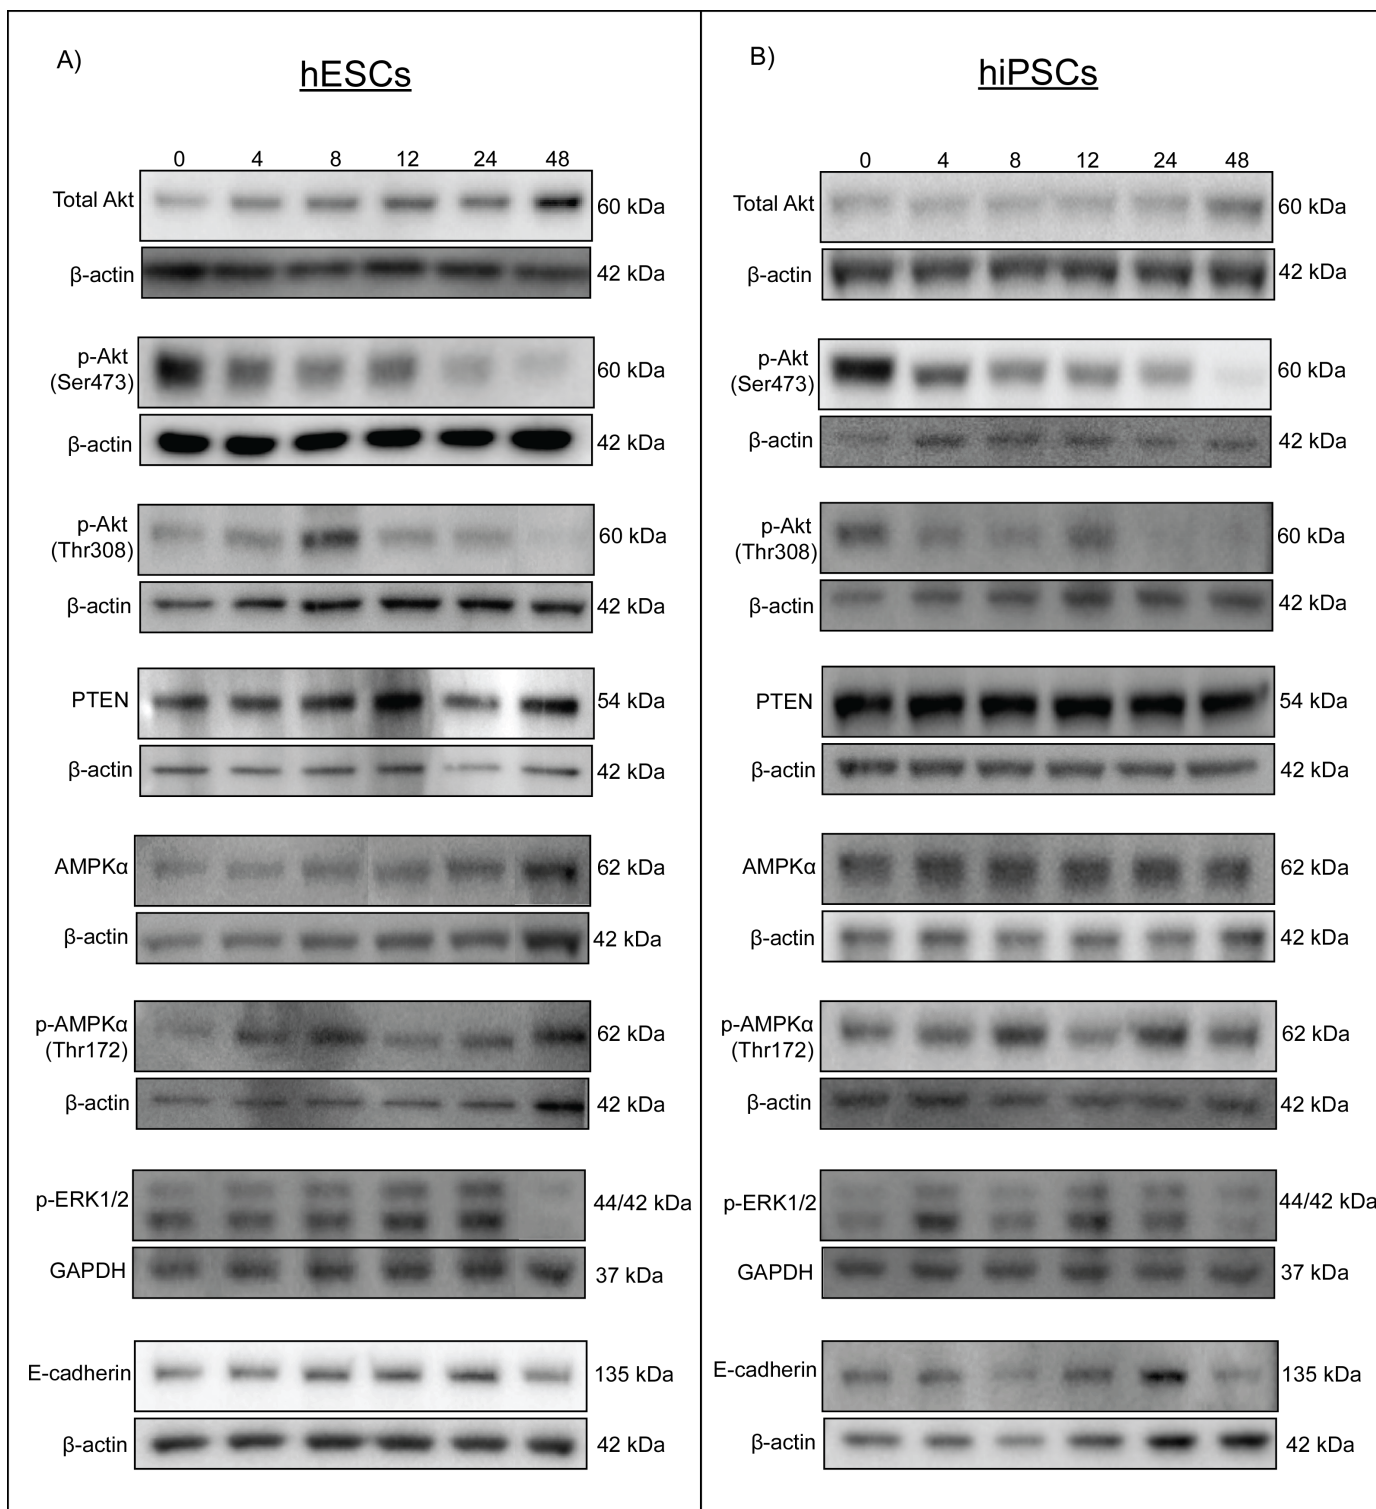 A)
hESCs
0 4 8 12 24 48
Total Akt 60 kDa
β-actin 42 kDa
p-Akt
(Ser473) 60 kDa
β-actin 42 kDa
p-Akt
(Thr308) 60 kDa
β-actin 42 kDa
PTEN 54 kDa
β-actin 42 kDa
AMPKα 62 kDa
β-actin 42 kDa
p-AMPKα
(Thr172) 62 kDa
β-actin 42 kDa
p-ERK1/2 44/42 kDa
GAPDH 37 kDa
E-cadherin 135 kDa
β-actin 42 kDa
B)
hiPSCs
0 4 8 12 24 48
Total Akt 60 kDa
β-actin 42 kDa
p-Akt
(Ser473) 60 kDa
β-actin 42 kDa
p-Akt
(Thr308) 60 kDa
β-actin 42 kDa
PTEN 54 kDa
β-actin 42 kDa
AMPKα 62 kDa
β-actin 42 kDa
p-AMPKα
(Thr172) 62 kDa
β-actin 42 kDa
p-ERK1/2 44/42 kDa
GAPDH 37 kDa
E-cadherin 135 kDa
β-actin 42 kDa